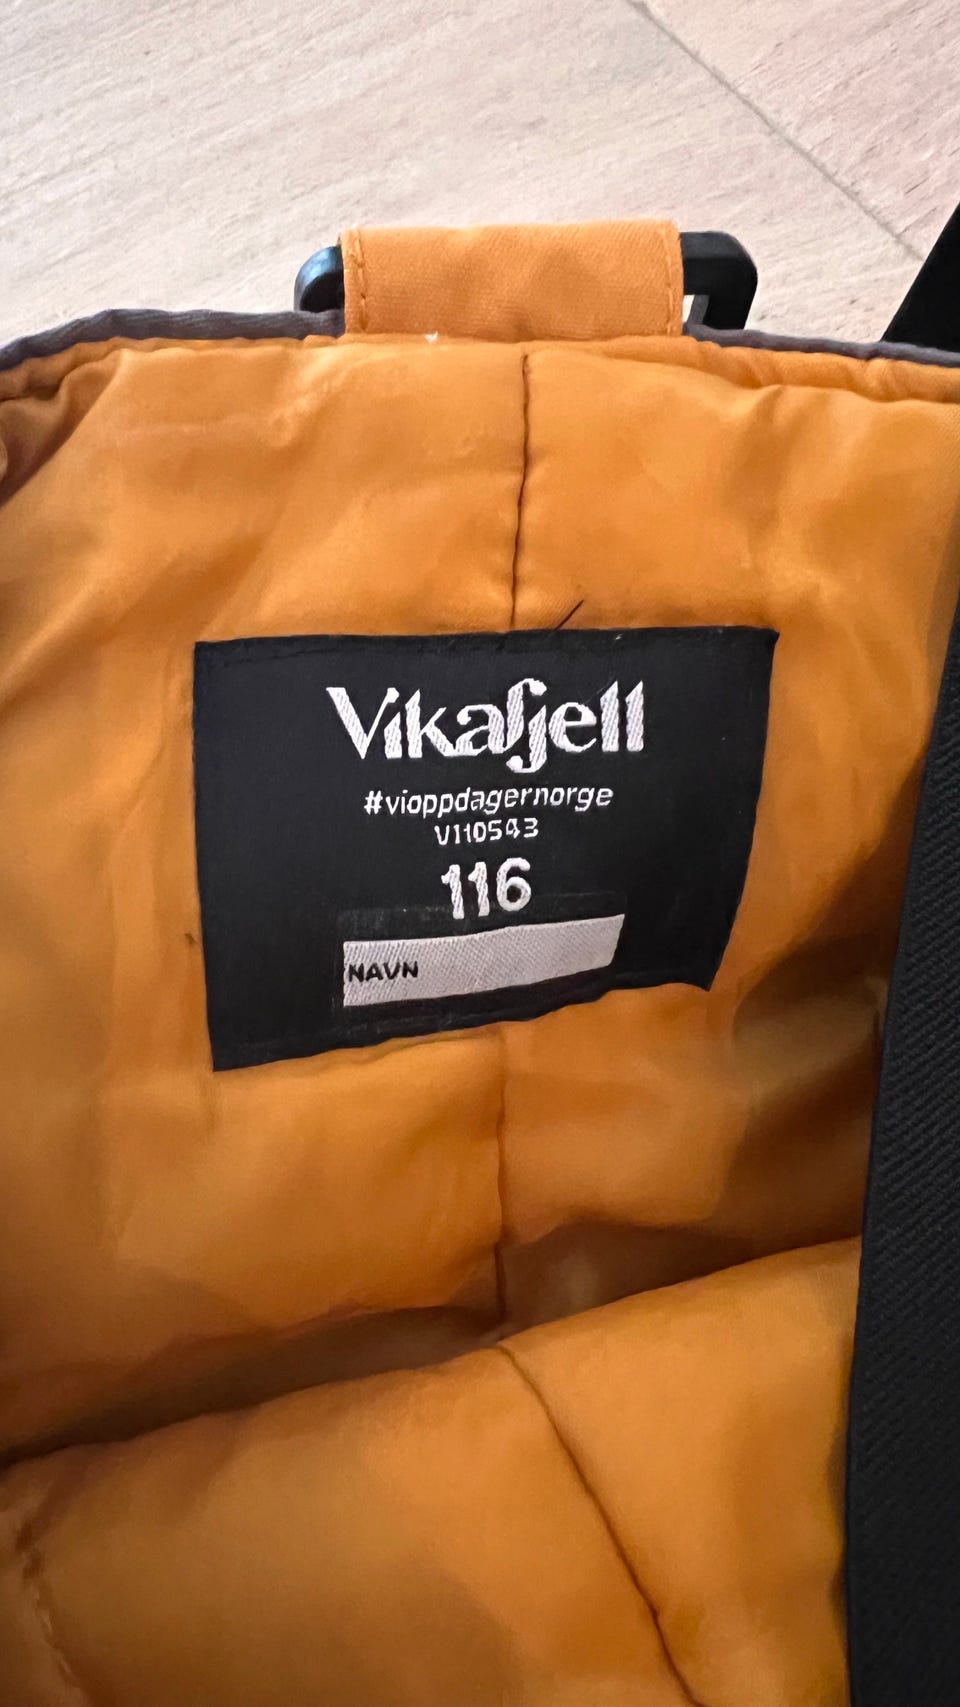 Vikafjell
#vioppdagernorge
V110543
116
NAVN